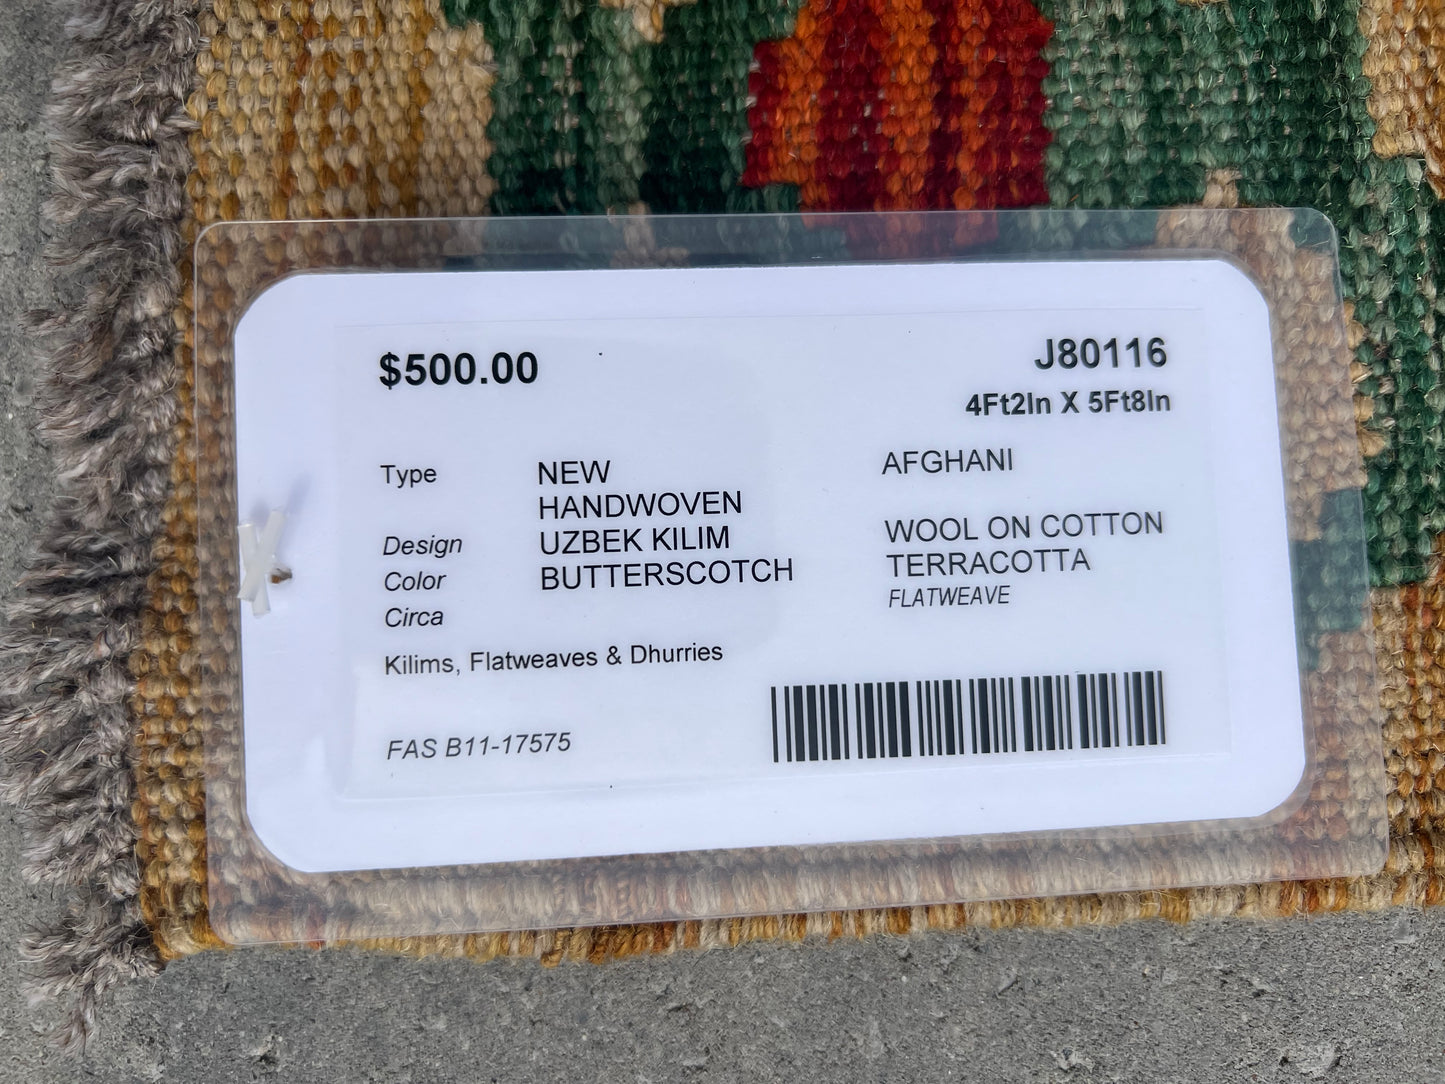 $500.00 J80116
4Ft2In X 5Ft8In
Type NEW AFGHANI
HANDWOVEN
Design UZBEK KILIM WOOL ON COTTON
Color BUTTERSCOTCH TERRACOTTA
Circa FLATWEAVE
Kilims, Flatweaves & Dhurries
FAS B11-17575